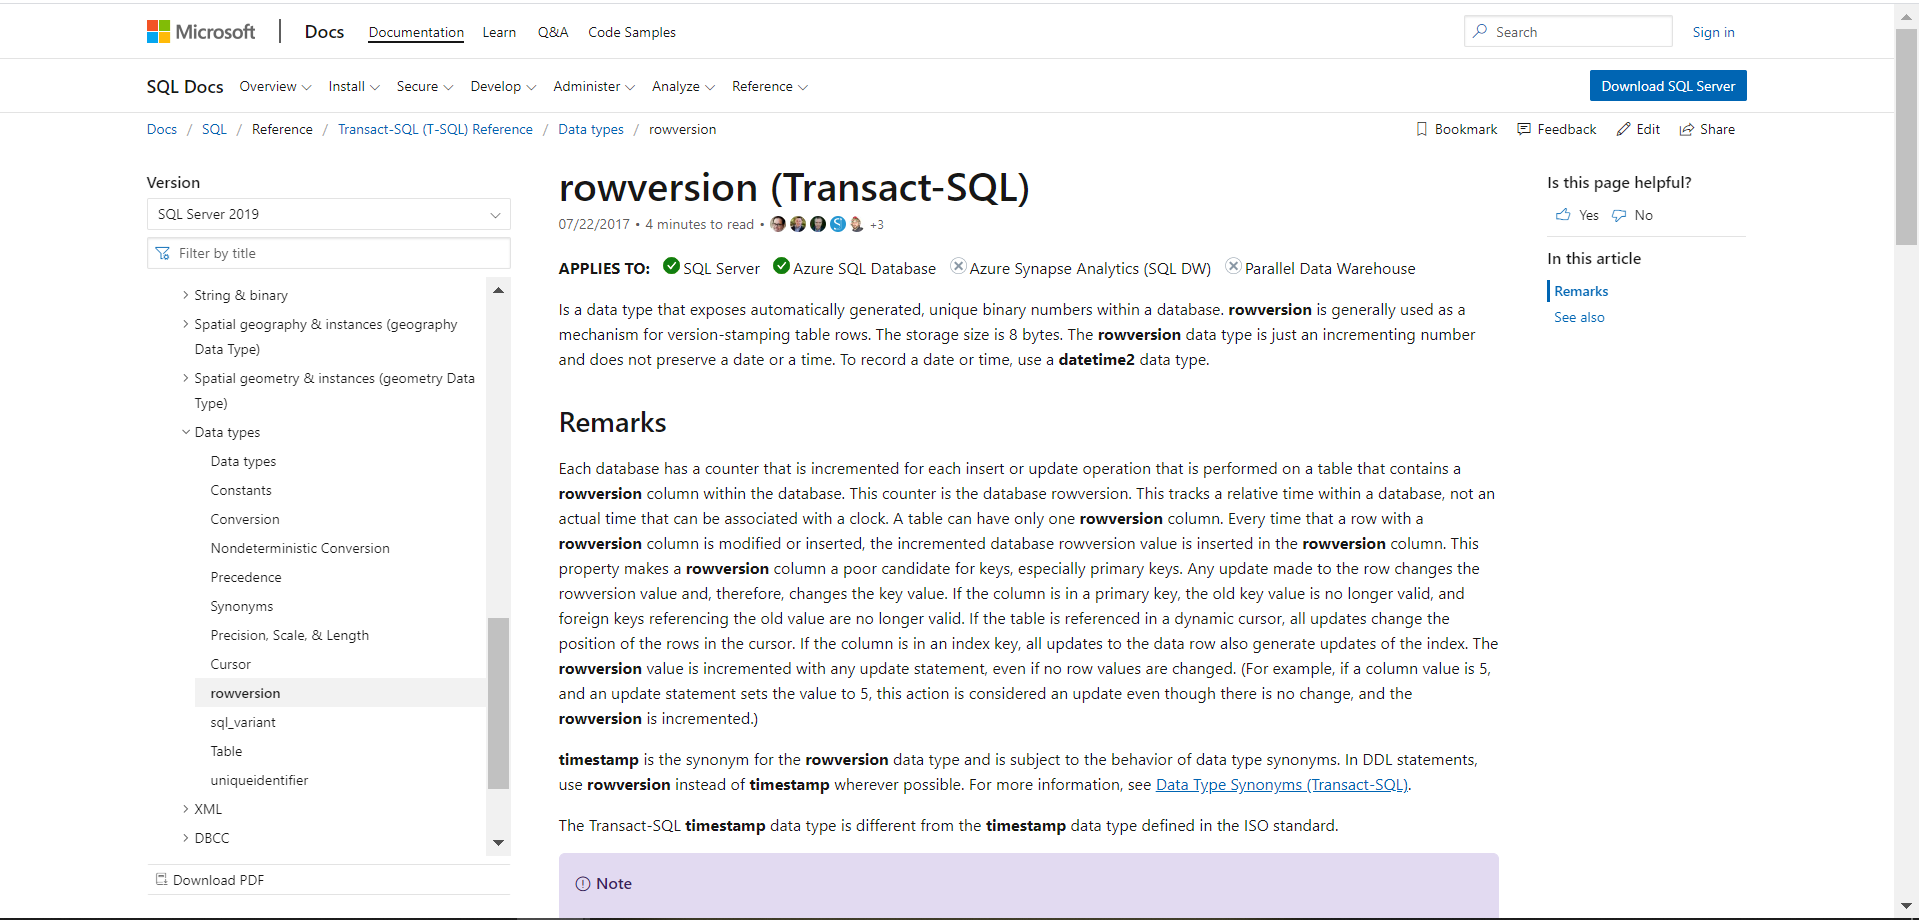 Microsoft Docs Documentation Learn Q&A Code Samples Search Sign in
SQL Docs Overview Install Secure Develop Administer Analyze Reference Download SQL Server
Docs / SQL / Reference / Transact-SQL (T-SQL) Reference / Data types / rowversion Bookmark Feedback Edit Share
Version
SQL Server 2019
Filter by title
String & binary
Spatial geography & instances (geography
Data Type)
Spatial geometry & instances (geometry Data
Type)
Data types
Data types
Constants
Conversion
Nondeterministic Conversion
Precedence
Synonyms
Precision, Scale, & Length
Cursor
rowversion
sql_variant
Table
uniqueidentifier
XML
DBCC
Download PDF
rowversion (Transact-SQL)
07/22/2017 • 4 minutes to read • S +3
APPLIES TO: SQL Server Azure SQL Database Azure Synapse Analytics (SQL DW) Parallel Data Warehouse
Is a data type that exposes automatically generated, unique binary numbers within a database. rowversion is generally used as a
mechanism for version-stamping table rows. The storage size is 8 bytes. The rowversion data type is just an incrementing number
and does not preserve a date or a time. To record a date or time, use a datetime2 data type.
Remarks
Each database has a counter that is incremented for each insert or update operation that is performed on a table that contains a
rowversion column within the database. This counter is the database rowversion. This tracks a relative time within a database, not an
actual time that can be associated with a clock. A table can have only one rowversion column. Every time that a row with a
rowversion column is modified or inserted, the incremented database rowversion value is inserted in the rowversion column. This
property makes a rowversion column a poor candidate for keys, especially primary keys. Any update made to the row changes the
rowversion value and, therefore, changes the key value. If the column is in a primary key, the old key value is no longer valid, and
foreign keys referencing the old value are no longer valid. If the table is referenced in a dynamic cursor, all updates change the
position of the rows in the cursor. If the column is in an index key, all updates to the data row also generate updates of the index. The
rowversion value is incremented with any update statement, even if no row values are changed. (For example, if a column value is 5,
and an update statement sets the value to 5, this action is considered an update even though there is no change, and the
rowversion is incremented.)
timestamp is the synonym for the rowversion data type and is subject to the behavior of data type synonyms. In DDL statements,
use rowversion instead of timestamp wherever possible. For more information, see Data Type Synonyms (Transact-SQL).
The Transact-SQL timestamp data type is different from the timestamp data type defined in the ISO standard.
Note
Is this page helpful?
Yes No
In this article
Remarks
See also